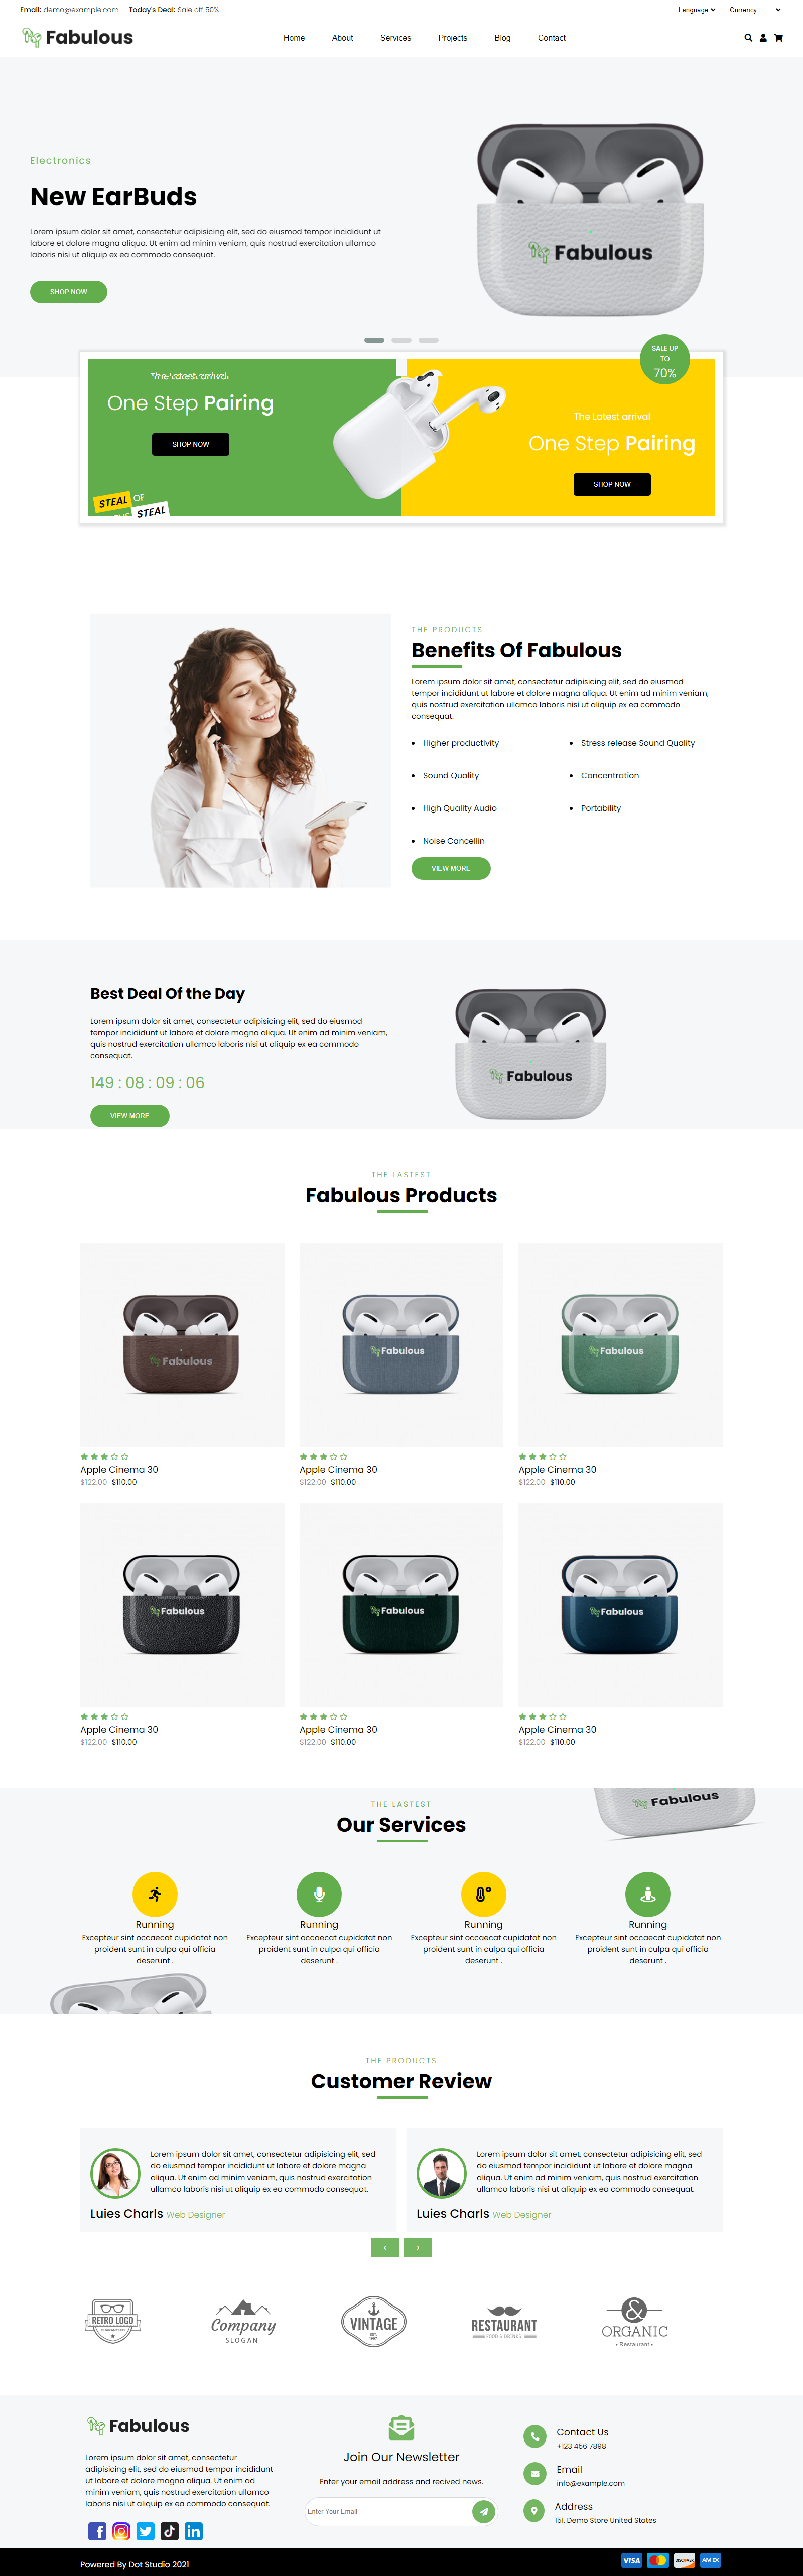 Email: demo@example.com Today's Deal: Sale off 50%
Language Currency
Fabulous
Home About Services Projects Blog Contact
Electronics
New EarBuds
Lorem ipsum dolor sit amet, consectetur adipisicing elit, sed do eiusmod tempor incididunt ut
labore et dolore magna aliqua. Ut enim ad minim veniam, quis nostrud exercitation ullamco
laboris nisi ut aliquip ex ea commodo consequat.
SHOP NOW
Fabulous
SALE UP
TO
70%
One Step Pairing
SHOP NOW
STEAL OF
STEAL
The Latest arrival
One Step Pairing
SHOP NOW
THE PRODUCTS
Benefits Of Fabulous
Lorem ipsum dolor sit amet, consectetur adipisicing elit, sed do eiusmod
tempor incididunt ut labore et dolore magna aliqua. Ut enim ad minim veniam,
quis nostrud exercitation ullamco laboris nisi ut aliquip ex ea commodo
consequat.
Higher productivity
Stress release Sound Quality
Sound Quality
Concentration
High Quality Audio
Portability
Noise Cancellin
VIEW MORE
Best Deal Of the Day
Lorem ipsum dolor sit amet, consectetur adipisicing elit, sed do eiusmod
tempor incididunt ut labore et dolore magna aliqua. Ut enim ad minim veniam,
quis nostrud exercitation ullamco laboris nisi ut aliquip ex ea commodo
consequat.
149 : 08 : 09 : 06
VIEW MORE
Fabulous
THE LASTEST
Fabulous Products
Fabulous
Fabulous
Fabulous
Apple Cinema 30
$122.00 $110.00
Apple Cinema 30
$122.00 $110.00
Apple Cinema 30
$122.00 $110.00
Fabulous
Fabulous
Fabulous
Apple Cinema 30
$122.00 $110.00
Apple Cinema 30
$122.00 $110.00
Apple Cinema 30
$122.00 $110.00
THE LASTEST
Our Services
Fabulous
Running
Excepteur sint occaecat cupidatat non
proident sunt in culpa qui officia
deserunt .
Running
Excepteur sint occaecat cupidatat non
proident sunt in culpa qui officia
deserunt .
Running
Excepteur sint occaecat cupidatat non
proident sunt in culpa qui officia
deserunt .
Running
Excepteur sint occaecat cupidatat non
proident sunt in culpa qui officia
deserunt .
THE PRODUCTS
Customer Review
Lorem ipsum dolor sit amet, consectetur adipisicing elit, sed
do eiusmod tempor incididunt ut labore et dolore magna
aliqua. Ut enim ad minim veniam, quis nostrud exercitation
ullamco laboris nisi ut aliquip ex ea commodo consequat.
Luies Charls Web Designer
Lorem ipsum dolor sit amet, consectetur adipisicing elit, sed
do eiusmod tempor incididunt ut labore et dolore magna
aliqua. Ut enim ad minim veniam, quis nostrud exercitation
ullamco laboris nisi ut aliquip ex ea commodo consequat.
Luies Charls Web Designer
‹ ›
RETRO LOGO
Company
SLOGAN
VINTAGE
RESTAURANT
FOOD & DRINKS
&
ORGANIC
• Restaurant •
Fabulous
Lorem ipsum dolor sit amet, consectetur
adipisicing elit, sed do eiusmod tempor incididunt
ut labore et dolore magna aliqua. Ut enim ad
minim veniam, quis nostrud exercitation ullamco
laboris nisi ut aliquip ex ea commodo consequat.
Join Our Newsletter
Enter your email address and recived news.
Enter Your Email
Contact Us
+123 456 7898
Email
info@example.com
Address
151, Demo Store United States
Powered By Dot Studio 2021
VISA
DISCOVER
AMEX